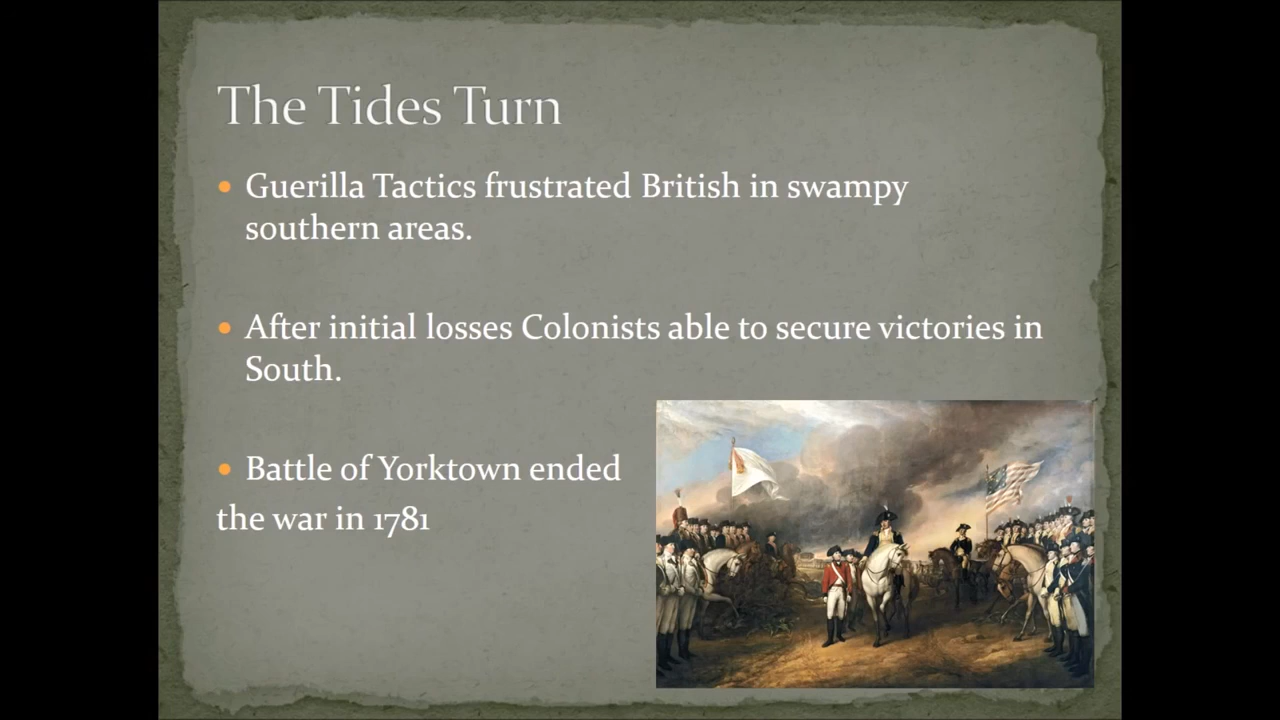 The Tides Turn
• Guerilla Tactics frustrated British in swampy
southern areas.
• After initial losses Colonists able to secure victories in
South.
• Battle of Yorktown ended
the war in 1781